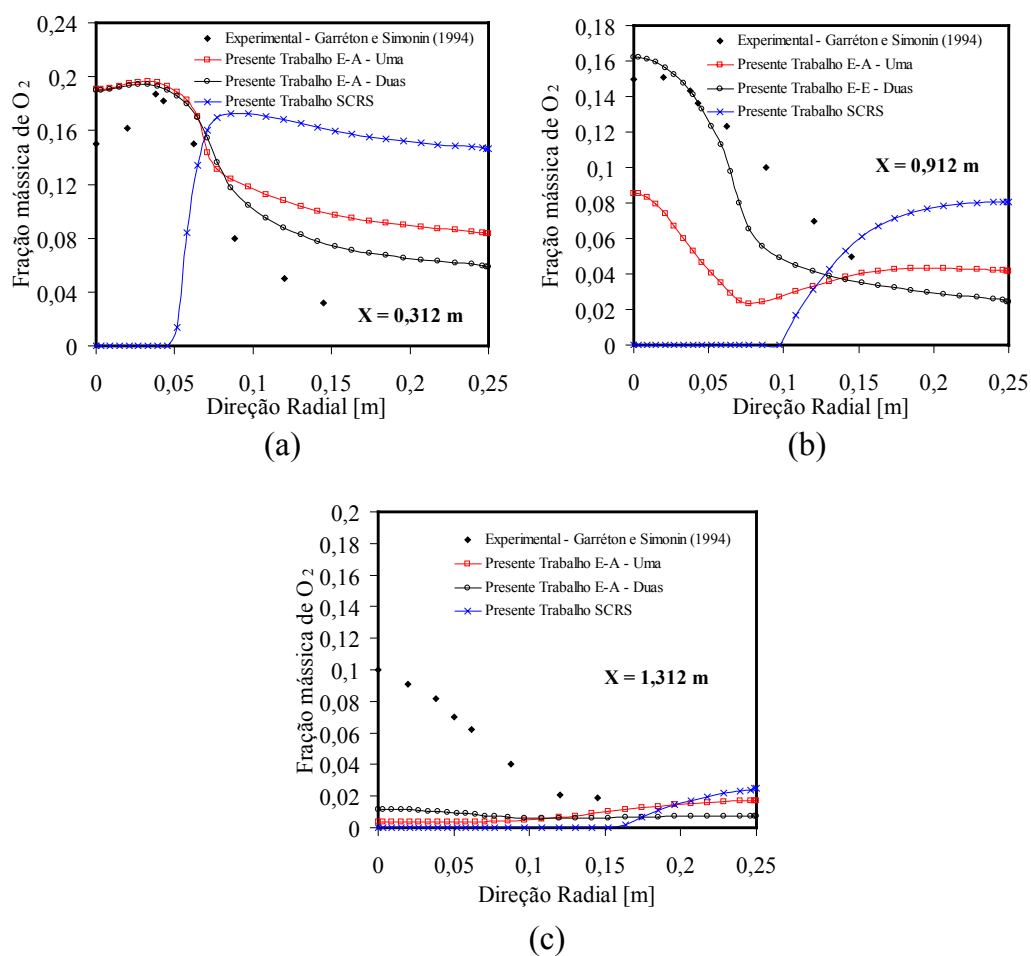 0,24
0,2
0,16
0,12
0,08
0,04
0
Fração mássica de O2
Experimental - Garréton e Simonin (1994)
Presente Trabalho E-A - Uma
Presente Trabalho E-A - Duas
Presente Trabalho SCRS
X = 0,312 m
0 0,05 0,1 0,15 0,2 0,25
Direção Radial [m]
(a)
0,18
0,16
0,14
0,12
0,1
0,08
0,06
0,04
0,02
0
Fração mássica de O2
Experimental - Garréton e Simonin (1994)
Presente Trabalho E-A - Uma
Presente Trabalho E-E - Duas
Presente Trabalho SCRS
X = 0,912 m
0 0,05 0,1 0,15 0,2 0,25
Direção Radial [m]
(b)
0,2
0,18
0,16
0,14
0,12
0,1
0,08
0,06
0,04
0,02
0
Fração mássica de O2
Experimental - Garréton e Simonin (1994)
Presente Trabalho E-A - Uma
Presente Trabalho E-A - Duas
Presente Trabalho SCRS
X = 1,312 m
0 0,05 0,1 0,15 0,2 0,25
Direção Radial [m]
(c)